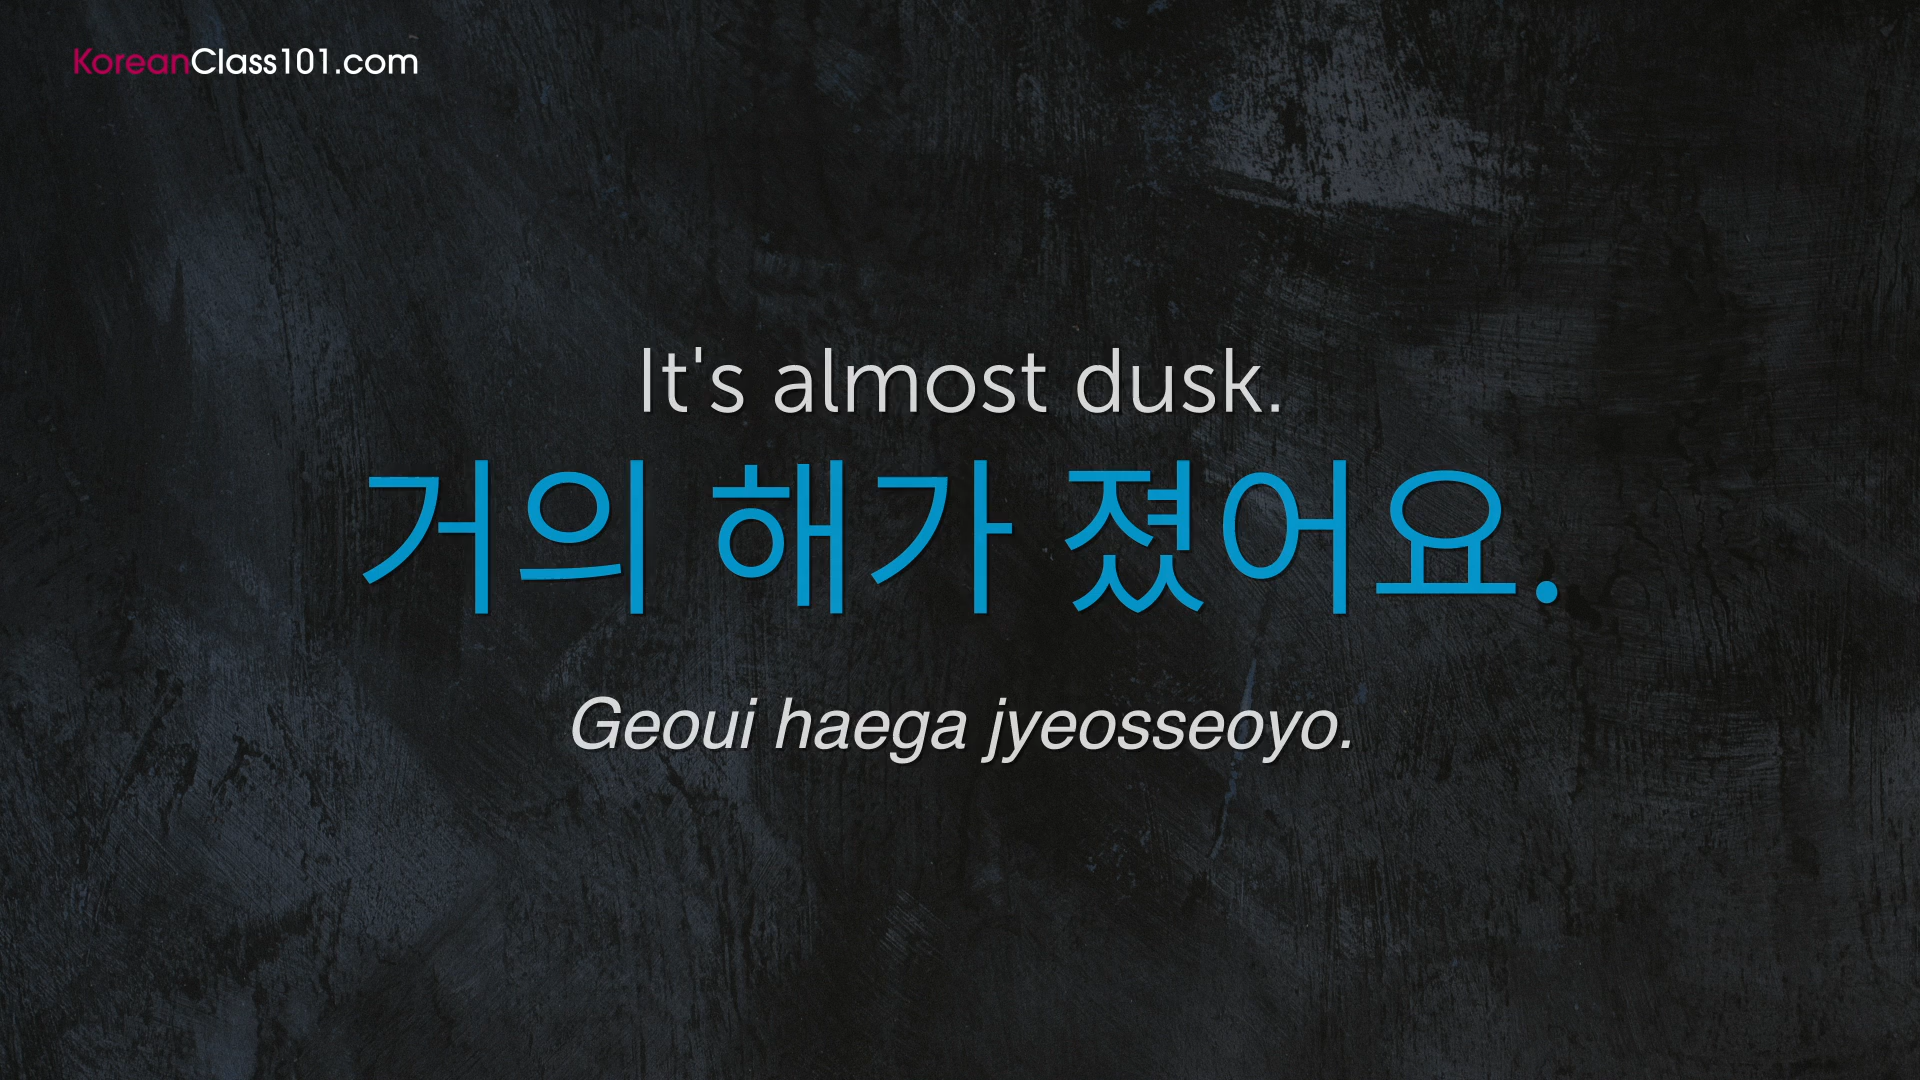 KoreanClass101.com
It's almost dusk.
거의 해가 졌어요.
Geoui haega jyeosseoyo.